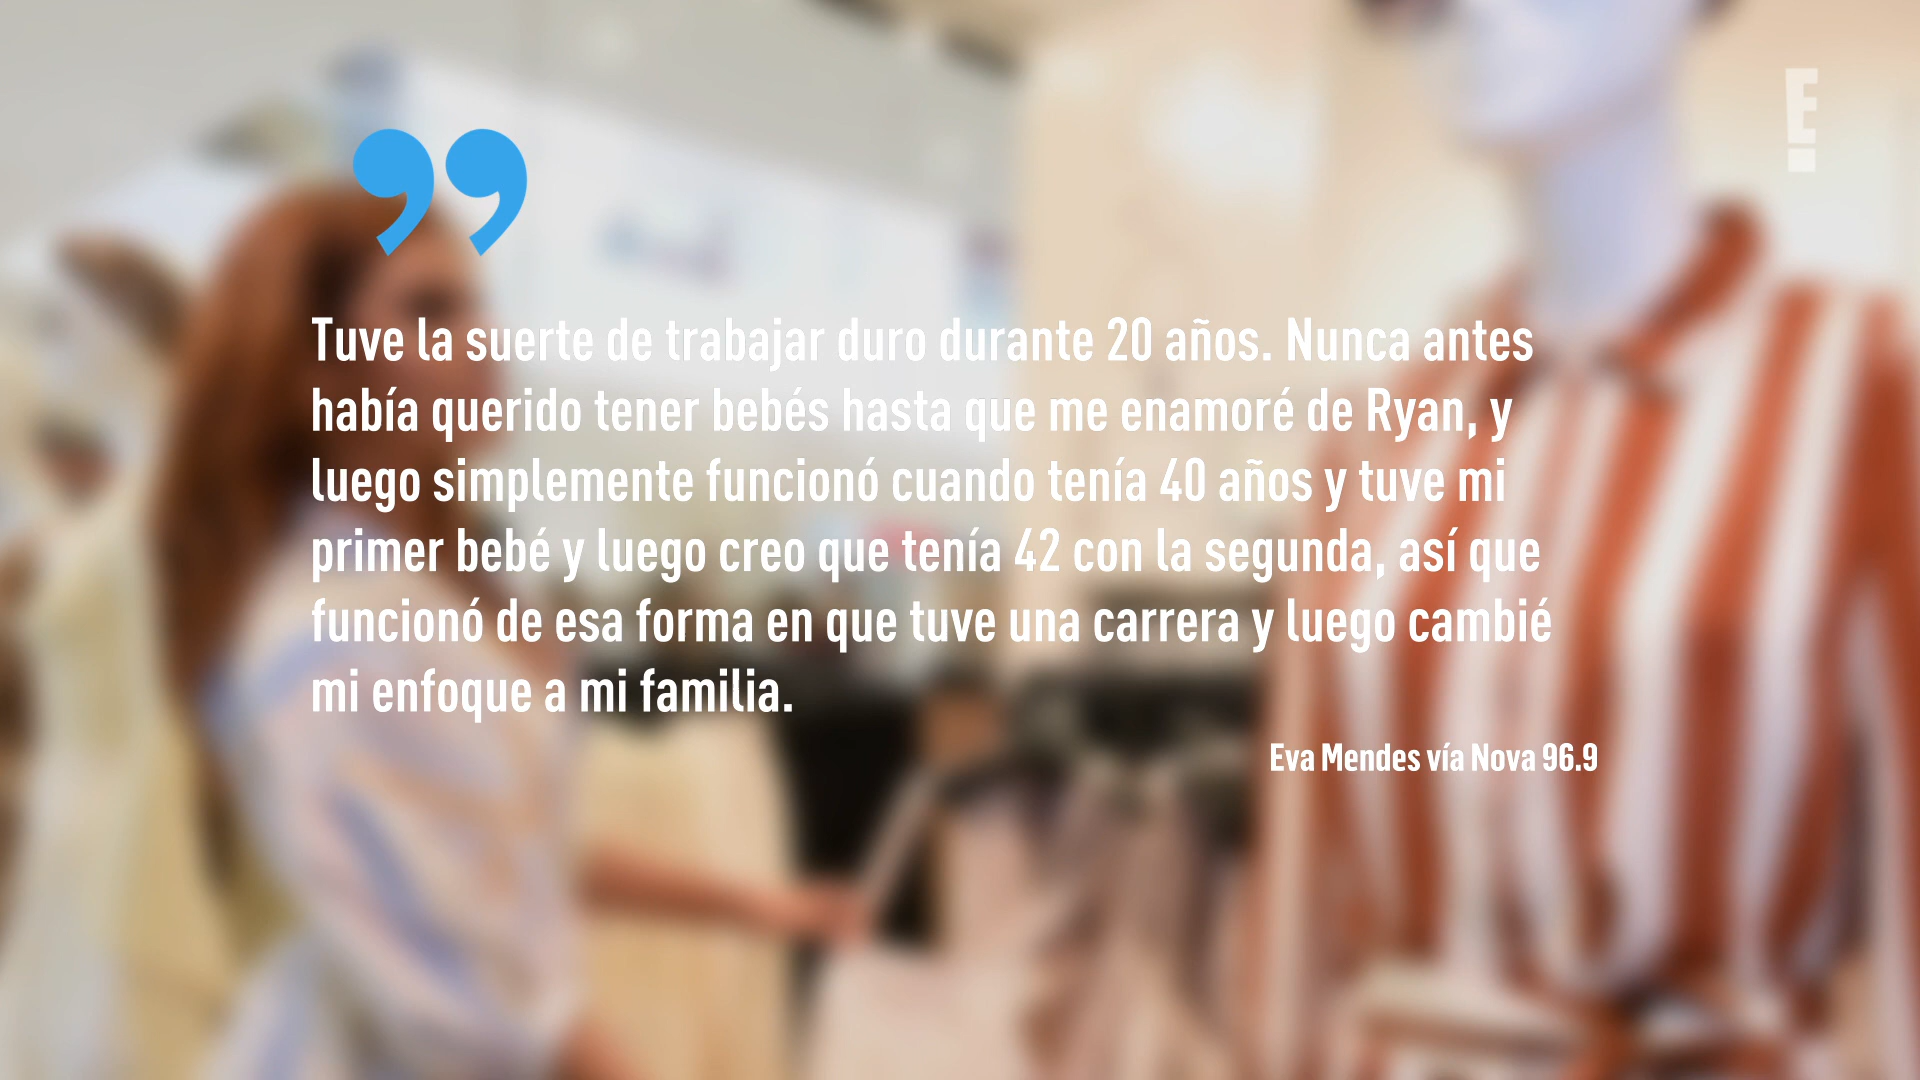 E!
”
Tuve la suerte de trabajar duro durante 20 años. Nunca antes
había querido tener bebés hasta que me enamoré de Ryan, y
luego simplemente funcionó cuando tenía 40 años y tuve mi
primer bebé y luego creo que tenía 42 con la segunda, así que
funcionó de esa forma en que tuve una carrera y luego cambié
mi enfoque a mi familia.
Eva Mendes vía Nova 96.9